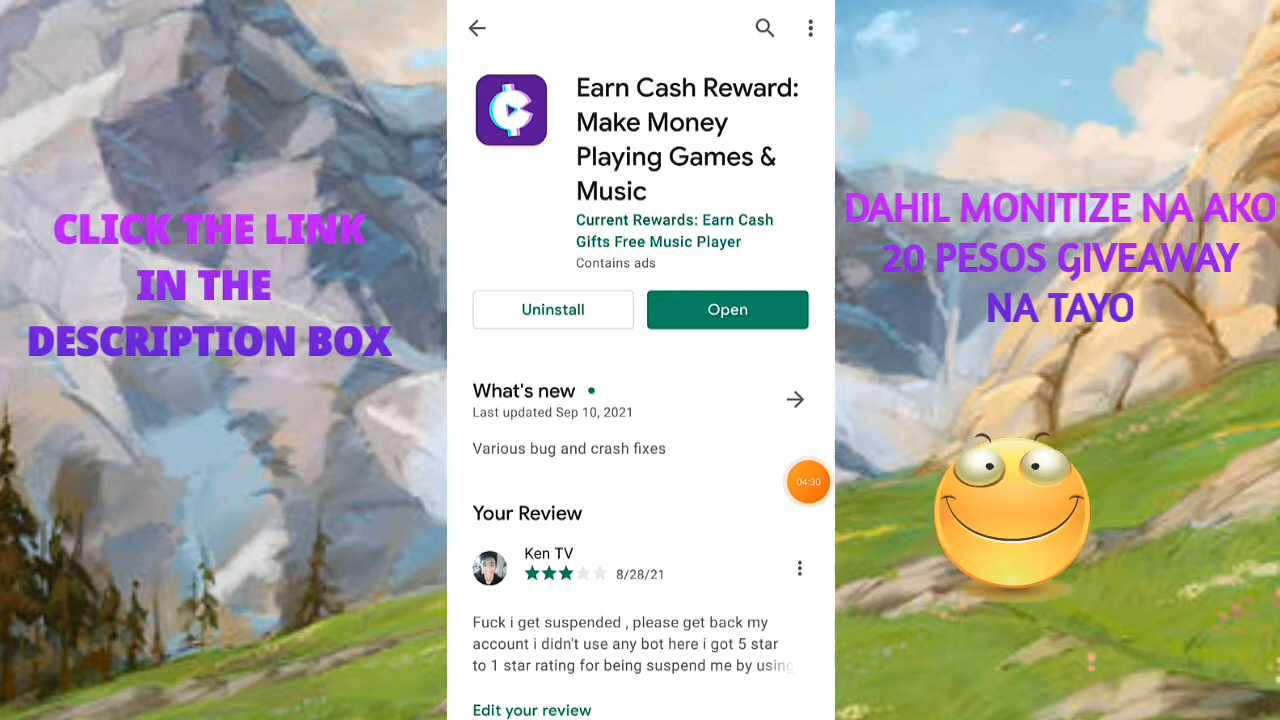 CLICK THE LINK
IN THE
DESCRIPTION BOX
Earn Cash Reward:
Make Money
Playing Games &
Music
Current Rewards: Earn Cash
Gifts Free Music Player
Contains ads
Uninstall
Open
What's new
Last updated Sep 10, 2021
Various bug and crash fixes
04:30
Your Review
Ken TV
8/28/21
Fuck i get suspended , please get back my
account i didn't use any bot here i got 5 star
to 1 star rating for being suspend me by using
Edit your review
DAHIL MONITIZE NA AKO
20 PESOS GIVEAWAY
NA TAYO